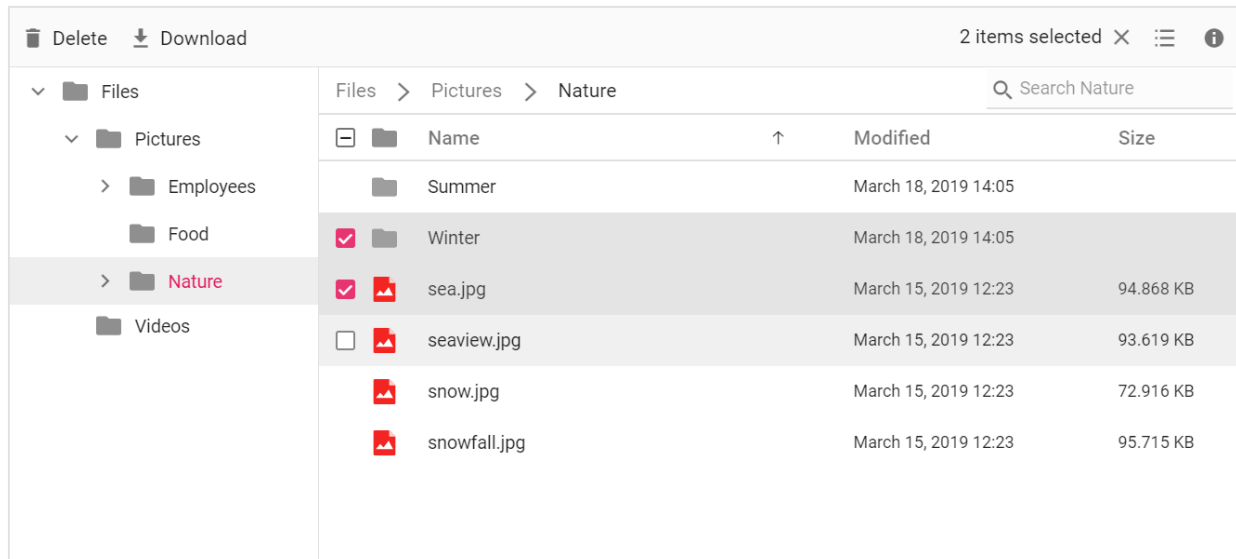 Delete Download 2 items selected
Files
Pictures
Employees
Food
Nature
Videos
Files > Pictures > Nature Search Nature
Name Modified Size
Summer March 18, 2019 14:05
Winter March 18, 2019 14:05
sea.jpg March 15, 2019 12:23 94.868 KB
seaview.jpg March 15, 2019 12:23 93.619 KB
snow.jpg March 15, 2019 12:23 72.916 KB
snowfall.jpg March 15, 2019 12:23 95.715 KB